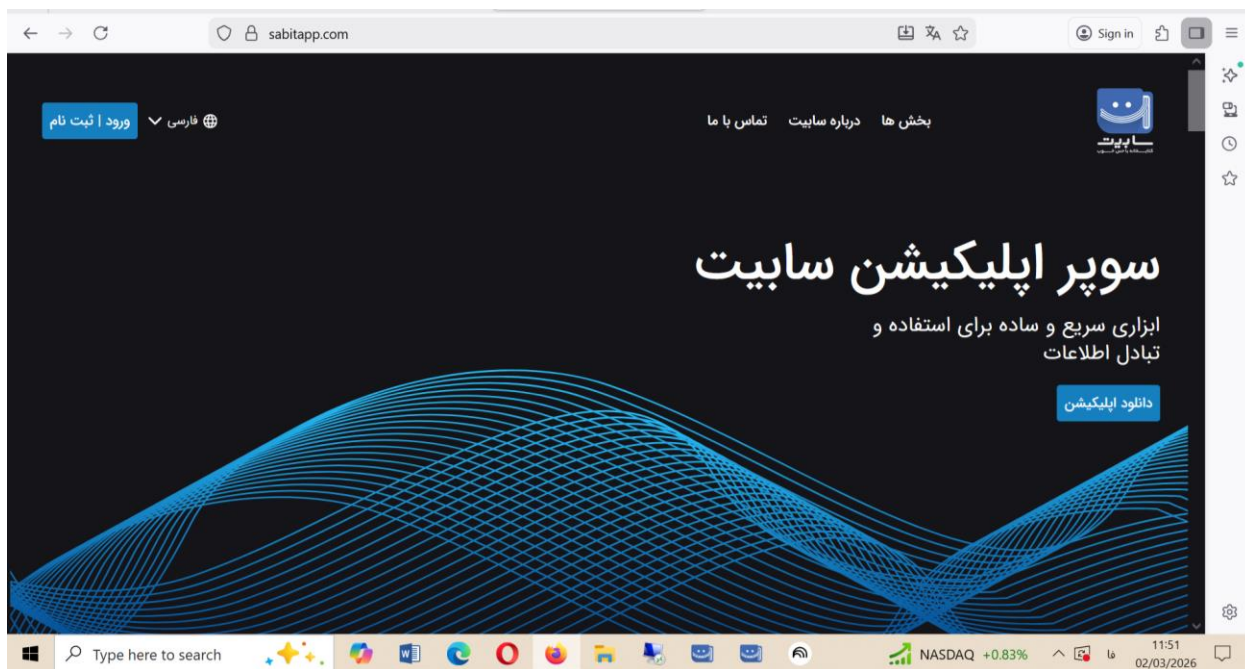 sabitapp.com
Sign in
سابیت
بخش ها
درباره سابیت
تماس با ما
فارسی
ورود | ثبت نام
سوپر اپلیکیشن سابیت
ابزاری سریع و ساده برای استفاده و
تبادل اطلاعات
دانلود اپلیکیشن
Type here to search
NASDAQ +0.83%
فا
11:51
02/03/2026